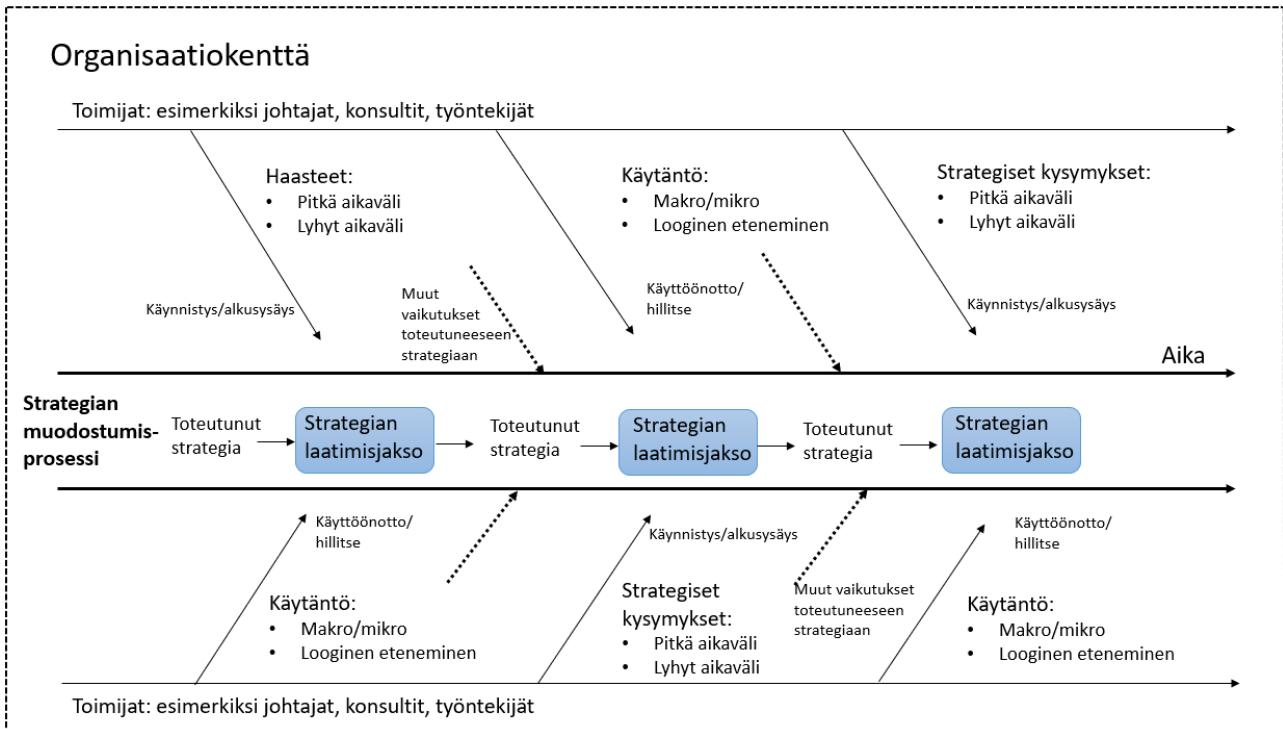 Organisaatiokenttä
Toimijat: esimerkiksi johtajat, konsultit, työntekijät
Haasteet:
• Pitkä aikaväli
• Lyhyt aikaväli
Käytäntö:
• Makro/mikro
• Looginen eteneminen
Strategiset kysymykset:
• Pitkä aikaväli
• Lyhyt aikaväli
Käynnistys/alkusysäys
Muut
vaikutukset
toteutuneeseen
strategiaan
Käyttöönotto/
hillitse
Käynnistys/alkusysäys
Aika
Strategian
muodostumis-
prosessi
Toteutunut
strategia
Strategian
laatimisjakso
Toteutunut
strategia
Strategian
laatimisjakso
Toteutunut
strategia
Strategian
laatimisjakso
Käyttöönotto/
hillitse
Käynnistys/alkusysäys
Käyttöönotto/
hillitse
Käytäntö:
• Makro/mikro
• Looginen eteneminen
Strategiset
kysymykset:
• Pitkä aikaväli
• Lyhyt aikaväli
Muut vaikutukset
toteutuneeseen
strategiaan
Käytäntö:
• Makro/mikro
• Looginen eteneminen
Toimijat: esimerkiksi johtajat, konsultit, työntekijät